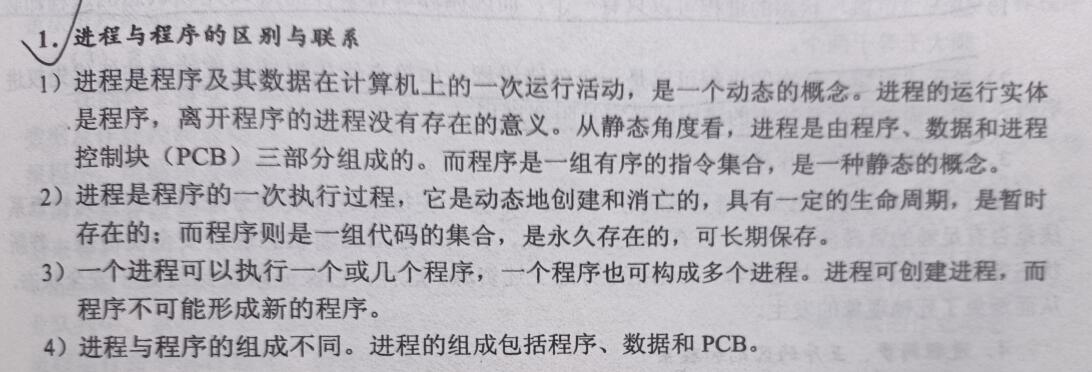 1. 进程与程序的区别与联系
1）进程是程序及其数据在计算机上的一次运行活动，是一个动态的概念。进程的运行实体
是程序，离开程序的进程没有存在的意义。从静态角度看，进程是由程序、数据和进程
控制块（PCB）三部分组成的。而程序是一组有序的指令集合，是一种静态的概念。
2）进程是程序的一次执行过程，它是动态地创建和消亡的，具有一定的生命周期，是暂时
存在的；而程序则是一组代码的集合，是永久存在的，可长期保存。
3）一个进程可以执行一个或几个程序，一个程序也可构成多个进程。进程可创建进程，而
程序不可能形成新的程序。
4）进程与程序的组成不同。进程的组成包括程序、数据和 PCB。